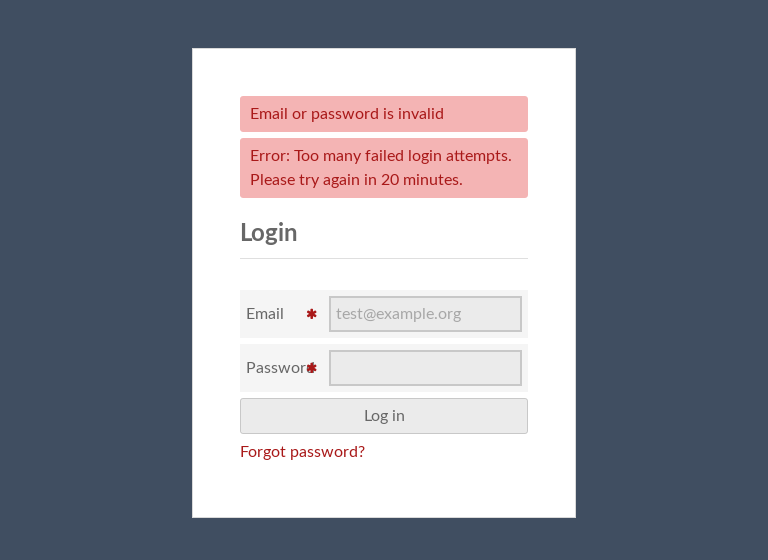 Email or password is invalid
Error: Too many failed login attempts.
Please try again in 20 minutes.
Login
Email ✱
test@example.org
Password ✱
Log in
Forgot password?